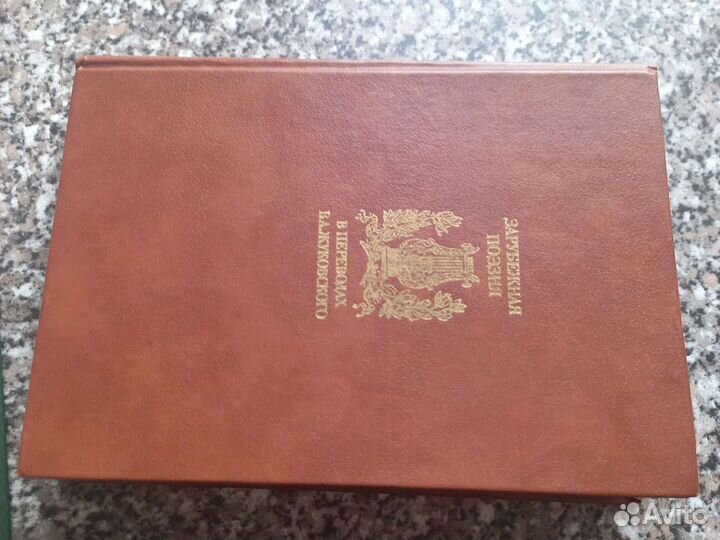 ЗАРУБЕЖНАЯ
ПОЭЗИЯ
В ПЕРЕВОДАХ
В.А.ЖУКОВСКОГО
Avito